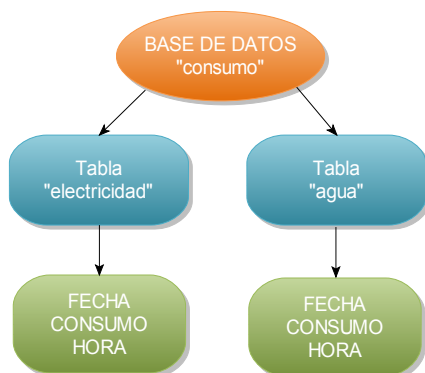 BASE DE DATOS
"consumo"
Tabla
"electricidad"
Tabla
"agua"
FECHA
CONSUMO
HORA
FECHA
CONSUMO
HORA